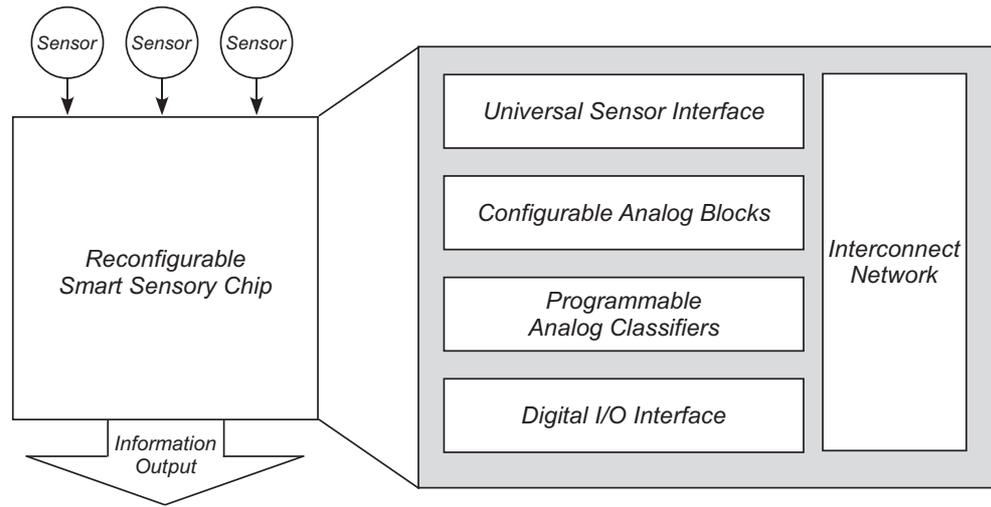 Sensor
Sensor
Sensor
Reconfigurable
Smart Sensory Chip
Information
Output
Universal Sensor Interface
Configurable Analog Blocks
Programmable
Analog Classifiers
Digital I/O Interface
Interconnect
Network